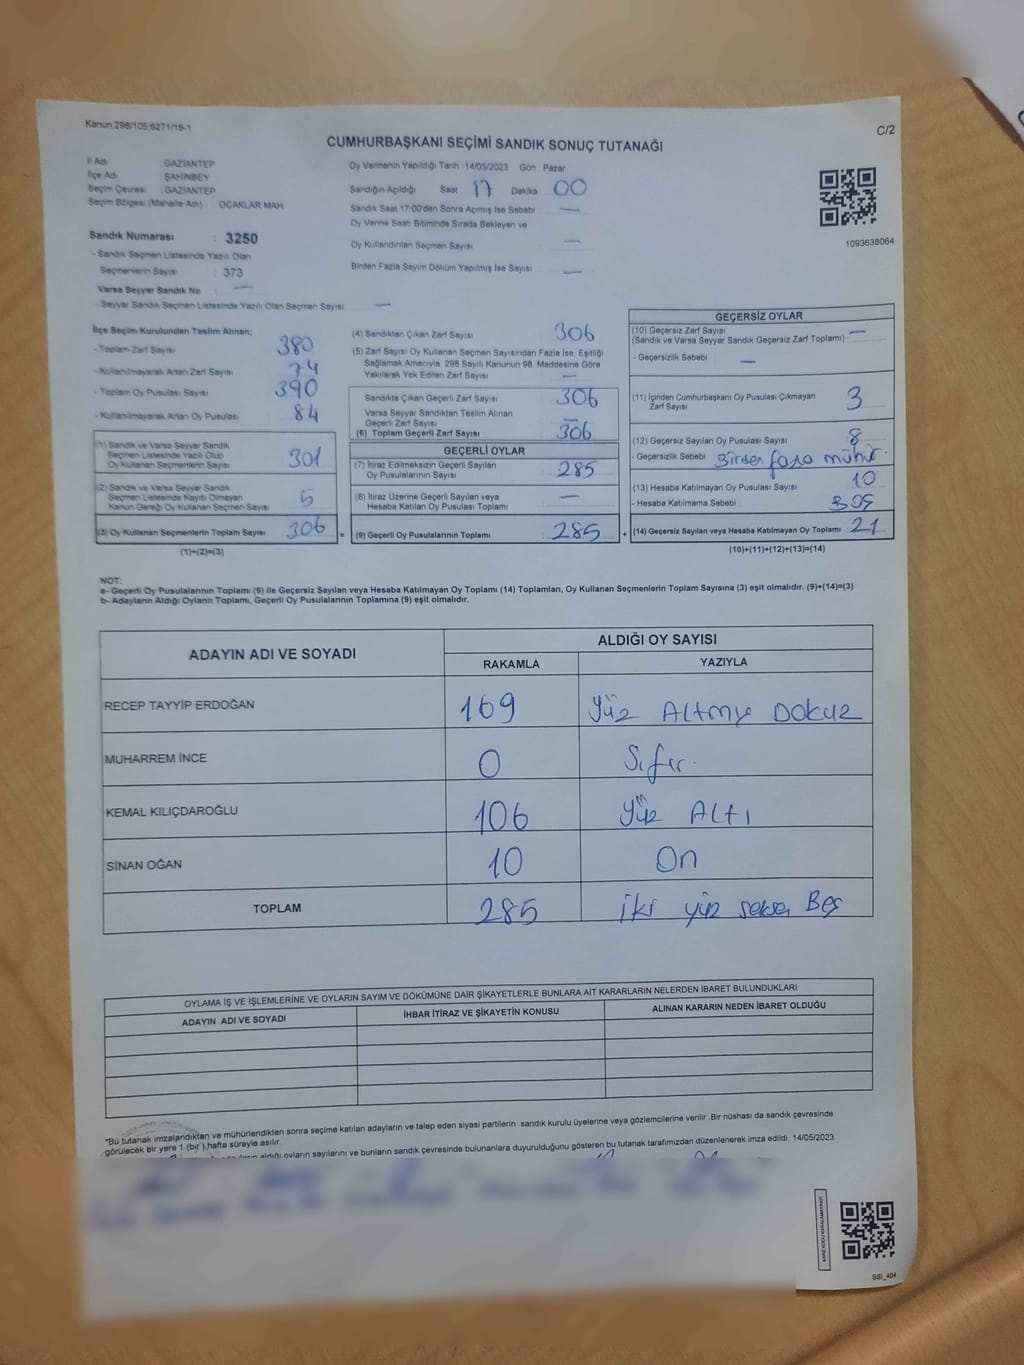 Kanun;298/105;6271/18-1
C/2
CUMHURBAŞKANI SEÇİMİ SANDIK SONUÇ TUTANAĞI
İl Adı GAZİANTEP
İlçe Adı ŞAHİNBEY
Seçim Çevresi : GAZİANTEP
Seçim Bölgesi (Mahalle Adı) OCAKLAR MAH
Sandık Numarası : 3250
- Sandık Seçmen Listesinde Yazılı Olan
Seçmenlerin Sayısı : 373
Varsa Seyyar Sandık No —
- Seyyar Sandık Seçmen Listesinde Yazılı Olan Seçmen Sayısı —
Oy Vermenin Yapıldığı Tarih :14/05/2023 Gün : Pazar
Sandığın Açıldığı Saat 17 Dakika 00
Sandık Saat 17:00'den Sonra Açımış İse Sebebi —
Oy Verme Saati Bitiminde Sırada Bekleyen ve
Oy Kullandırılan Seçmen Sayısı —
Birden Fazla Sayım Döküm Yapılmış İse Sayısı —
1093638064
İlçe Seçim Kurulundan Teslim Alınan;
- Toplam Zarf Sayısı 380
- Kullanılmayarak Artan Zarf Sayısı 74
- Toplam Oy Pusulası Sayısı 390
- Kullanılmayarak Artan Oy Pusulası 84
(1) Sandık ve Varsa Seyyar Sandık
Seçmen Listesinde Yazılı Olup
Oy Kullanan Seçmenlerin Sayısı 301
(2) Sandık ve Varsa Seyyar Sandık
Seçmen Listesinde Kayıtlı Olmayan
Kanun Gereği Oy Kullanan Seçmen Sayısı 5
(3) Oy Kullanan Seçmenlerin Toplam Sayısı 306 =
(1)+(2)=(3)
(4) Sandıktan Çıkan Zarf Sayısı 306
(5) Zarf Sayısı Oy Kullanan Seçmen Sayısından Fazla İse, Eşitliği
Sağlamak Amacıyla, 298 Sayılı Kanunun 98. Maddesine Göre
Yakılarak Yok Edilen Zarf Sayısı —
Sandıkta Çıkan Geçerli Zarf Sayısı 306
Varsa Seyyar Sandıktan Teslim Alınan
Geçerli Zarf Sayısı —
(6) Toplam Geçerli Zarf Sayısı 306
GEÇERLİ OYLAR
(7) İtiraz Edilmeksizin Geçerli Sayılan
Oy Pusulasının Sayısı 285
(8) İtiraz Üzerine Geçerli Sayılan veya
Hesaba Katılan Oy Pusulası Toplamı —
(9) Geçerli Oy Pusulalarının Toplamı 285 +
GEÇERSİZ OYLAR
(10) Geçersiz Zarf Sayısı —
(Sandık ve Varsa Seyyar Sandık Geçersiz Zarf Toplamı)
- Geçersizlik Sebebi —
(11) İçinden Cumhurbaşkanı Oy Pusulası Çıkmayan
Zarf Sayısı 3
(12) Geçersiz Sayılan Oy Pusulası Sayısı 8
- Geçersizlik Sebebi Birden fazla mühür.
(13) Hesaba Katılmayan Oy Pusulası Sayısı 10
- Hesaba Katılmama Sebebi
(14) Geçersiz Sayılan veya Hesaba Katılmayan Oy Toplamı 21
(10)+(11)+(12)+(13)=(14)
NOT:
a- Geçerli Oy Pusulalarının Toplamı (9) ile Geçersiz Sayılan veya Hesaba Katılmayan Oy Toplamı (14) Toplamları, Oy Kullanan Seçmenlerin Toplam Sayısına (3) eşit olmalıdır. (9)+(14)=(3)
b- Adayların Aldığı Oyların Toplamı, Geçerli Oy Pusulalarının Toplamına (9) eşit olmalıdır.
ADAYIN ADI VE SOYADI ALDIĞI OY SAYISI
RAKAMLA YAZIYLA
RECEP TAYYİP ERDOĞAN 169 Yüz Altmış Dokuz
MUHARREM İNCE 0 Sıfır.
KEMAL KILIÇDAROĞLU 106 Yüz Altı
SİNAN OĞAN 10 On
TOPLAM 285 İki yüz seksen Beş
OYLAMA İŞ VE İŞLEMLERİNE VE OYLARIN SAYIM VE DÖKÜMÜNE DAİR ŞİKAYETLERLE BUNLARA AİT KARARLARIN NELERDEN İBARET BULUNDUKLARI
ADAYIN ADI VE SOYADI İHBAR İTİRAZ VE ŞİKAYETİN KONUSU ALINAN KARARIN NEDEN İBARET OLDUĞU
*Bu tutanak imzalandıktan ve mühürlendikten sonra seçime katılan adayların ve talep eden siyasi partilerin sandık kurulu üyelerine veya gözlemcilerine verilir. Bir nüshası da sandık çevresinde
görülecek bir yere 1 (bir) hafta süreyle asılır.
aldığı oyların sayılarını ve bunların sandık çevresinde bulunanlara duyurulduğunu gösteren bu tutanak tarafımızdan düzenlenerek imza edildi. 14/05/2023
SSI_404